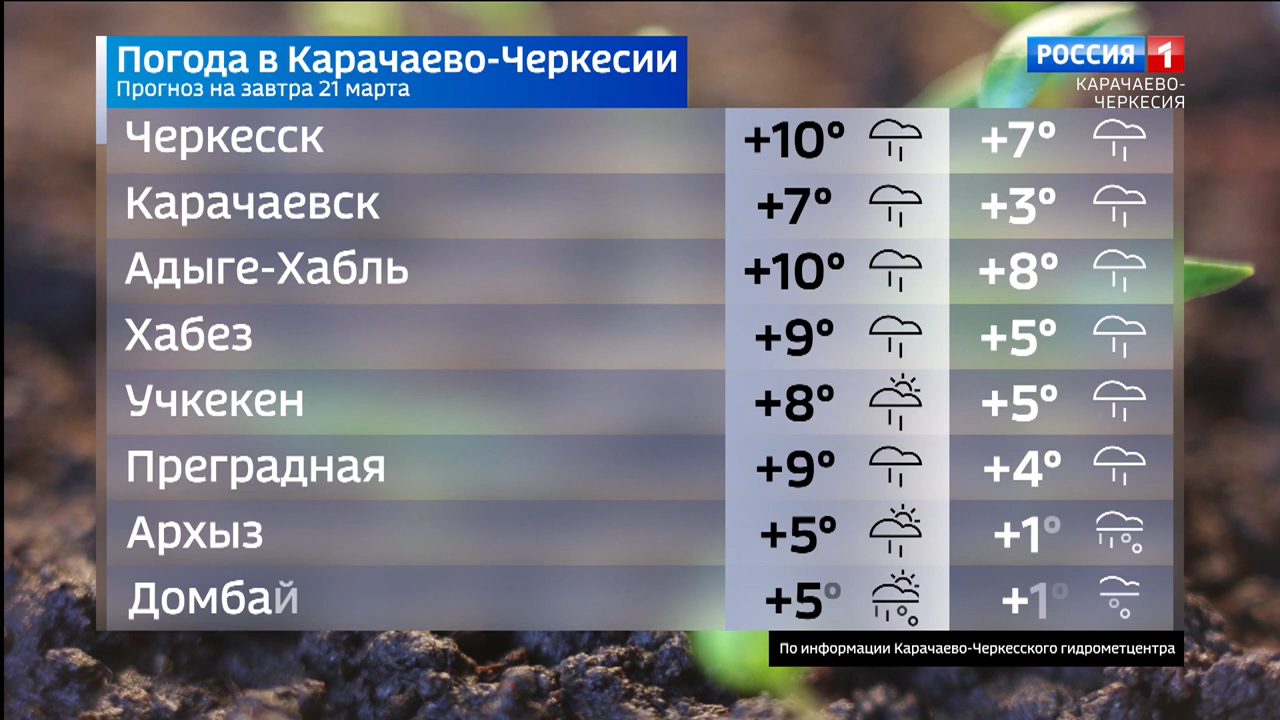 Погода в Карачаево-Черкесии
Прогноз на завтра 21 марта
РОССИЯ 1
КАРАЧАЕВО-
ЧЕРКЕСИЯ
Черкесск +10° +7°
Карачаевск +7° +3°
Адыге-Хабль +10° +8°
Хабез +9° +5°
Учкекен +8° +5°
Преградная +9° +4°
Архыз +5° +1°
Домбай +5° +1°
По информации Карачаево-Черкесского гидрометцентра